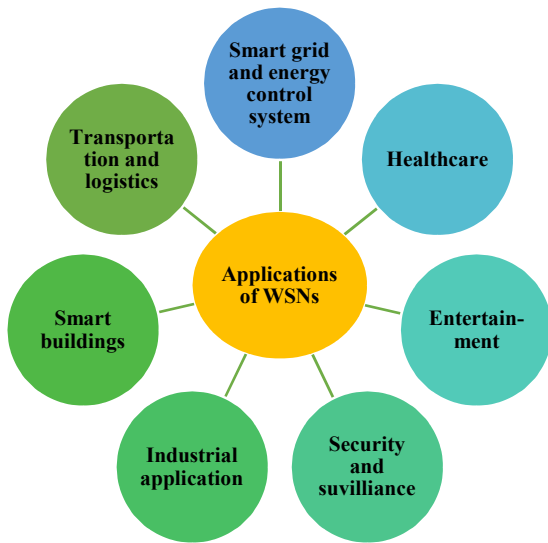 Smart grid
and energy
control
system
Healthcare
Entertain-
ment
Security
and
suvilliance
Industrial
application
Smart
buildings
Transporta
tion and
logistics
Applications
of WSNs